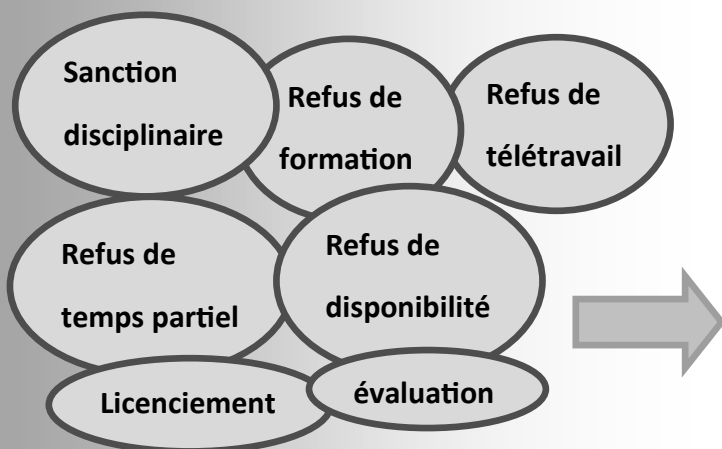 Sanction
disciplinaire
Refus de
formation
Refus de
télétravail
Refus de
temps partiel
Refus de
disponibilité
Licenciement
évaluation